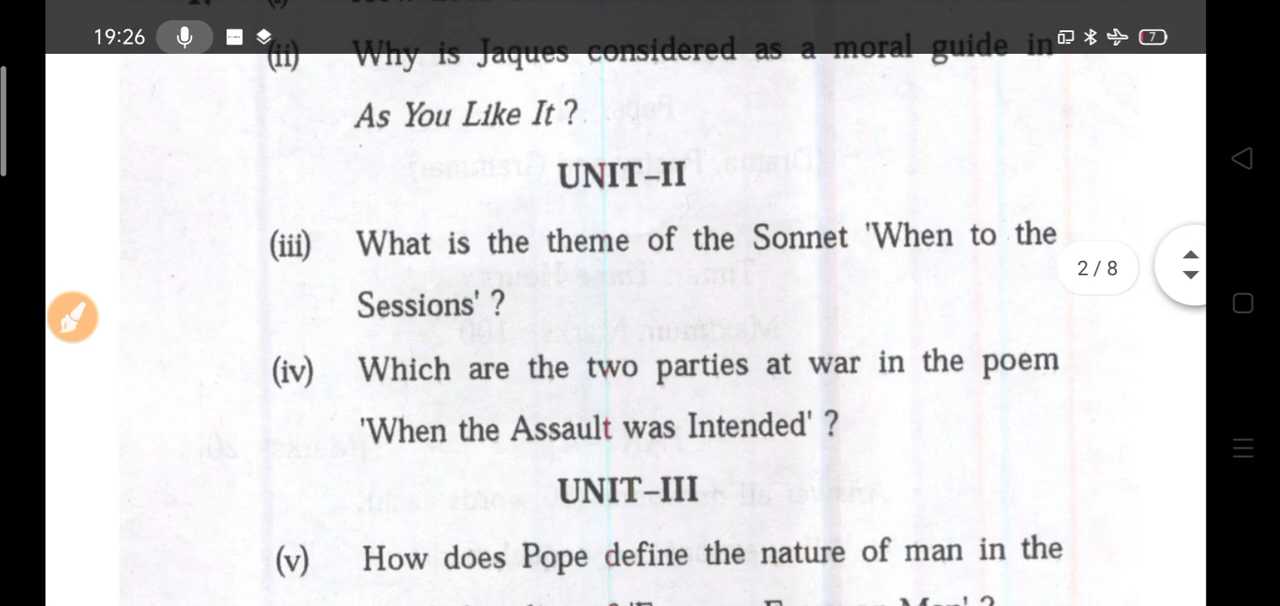 19:26
7
(ii) Why is Jaques considered as a moral guide in
As You Like It ?
UNIT-II
(iii) What is the theme of the Sonnet 'When to the
Sessions' ?
2 / 8
(iv) Which are the two parties at war in the poem
'When the Assault was Intended' ?
UNIT-III
(v) How does Pope define the nature of man in the